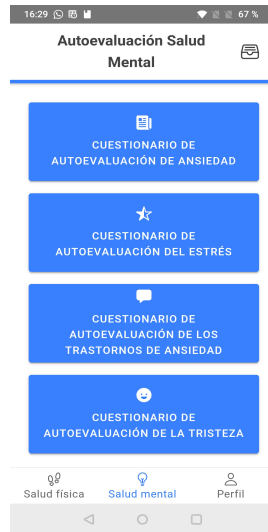 16:29 67 %
Autoevaluación Salud
Mental
CUESTIONARIO DE
AUTOEVALUACIÓN DE ANSIEDAD
CUESTIONARIO DE
AUTOEVALUACIÓN DEL ESTRÉS
CUESTIONARIO DE
AUTOEVALUACIÓN DE LOS
TRASTORNOS DE ANSIEDAD
CUESTIONARIO DE
AUTOEVALUACIÓN DE LA TRISTEZA
Salud física Salud mental Perfil